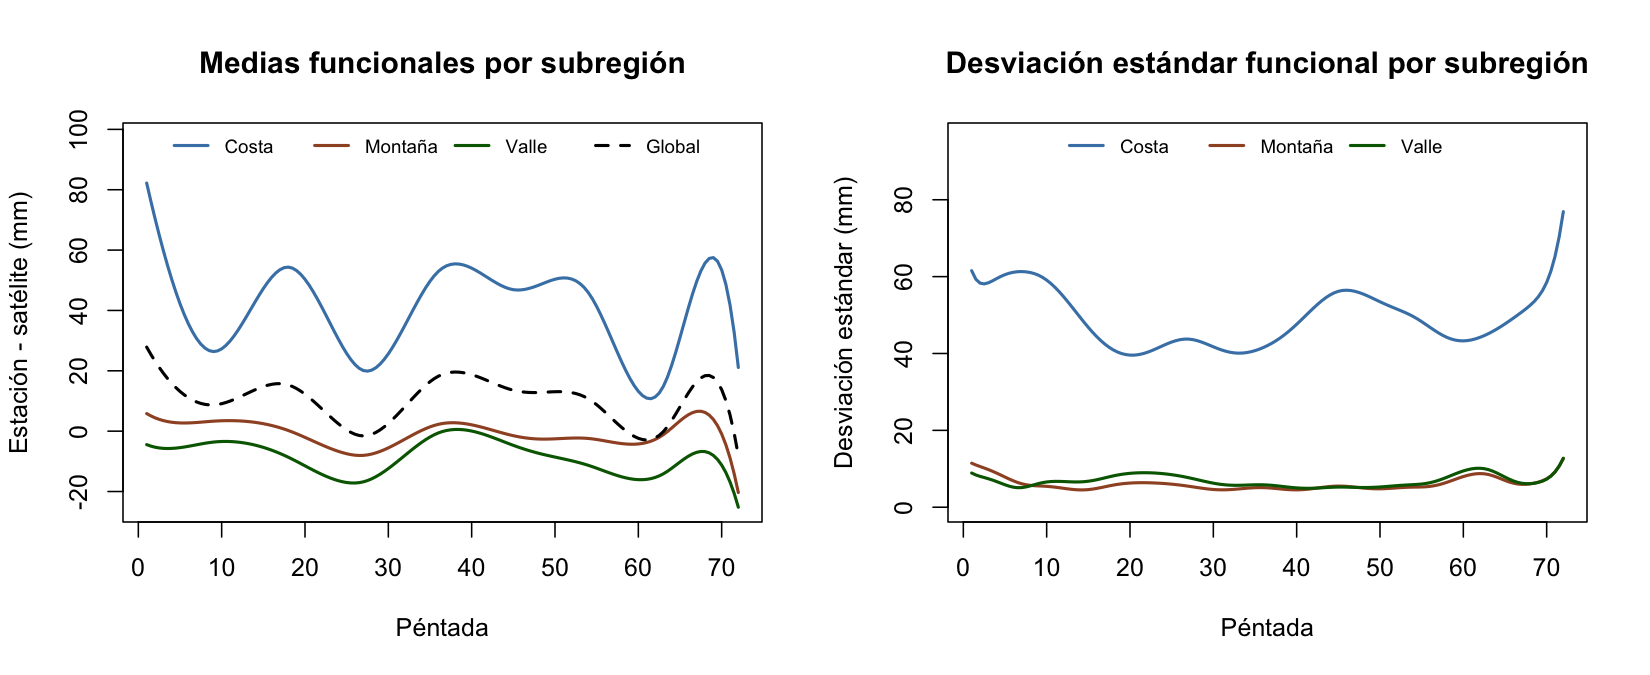 Medias funcionales por subregión
Costa Montaña Valle Global
Estación - satélite (mm)
100
80
60
40
20
0
-20
0 10 20 30 40 50 60 70
Péntada
Desviación estándar funcional por subregión
Costa Montaña Valle
Desviación estándar (mm)
80
60
40
20
0
0 10 20 30 40 50 60 70
Péntada